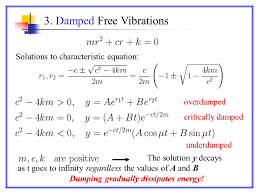 3. Damped Free Vibrations
mr² + cr + k = 0
Solutions to characteristic equation:
r₁, r₂ = (−c ± √(c² − 4km)) / 2m = c/2m (−1 ± √(1 − 4km/c²))
c² − 4km > 0, y = Ae^(r₁t) + Be^(r₂t) overdamped
c² − 4km = 0, y = (A + Bt)e^(−ct/2m) critically damped
c² − 4km < 0, y = e^(−ct/2m)(A cos μt + B sin μt)
underdamped
m, c, k are positive → The solution y decays
as t goes to infinity regardless the values of A and B
Damping gradually dissipates energy!